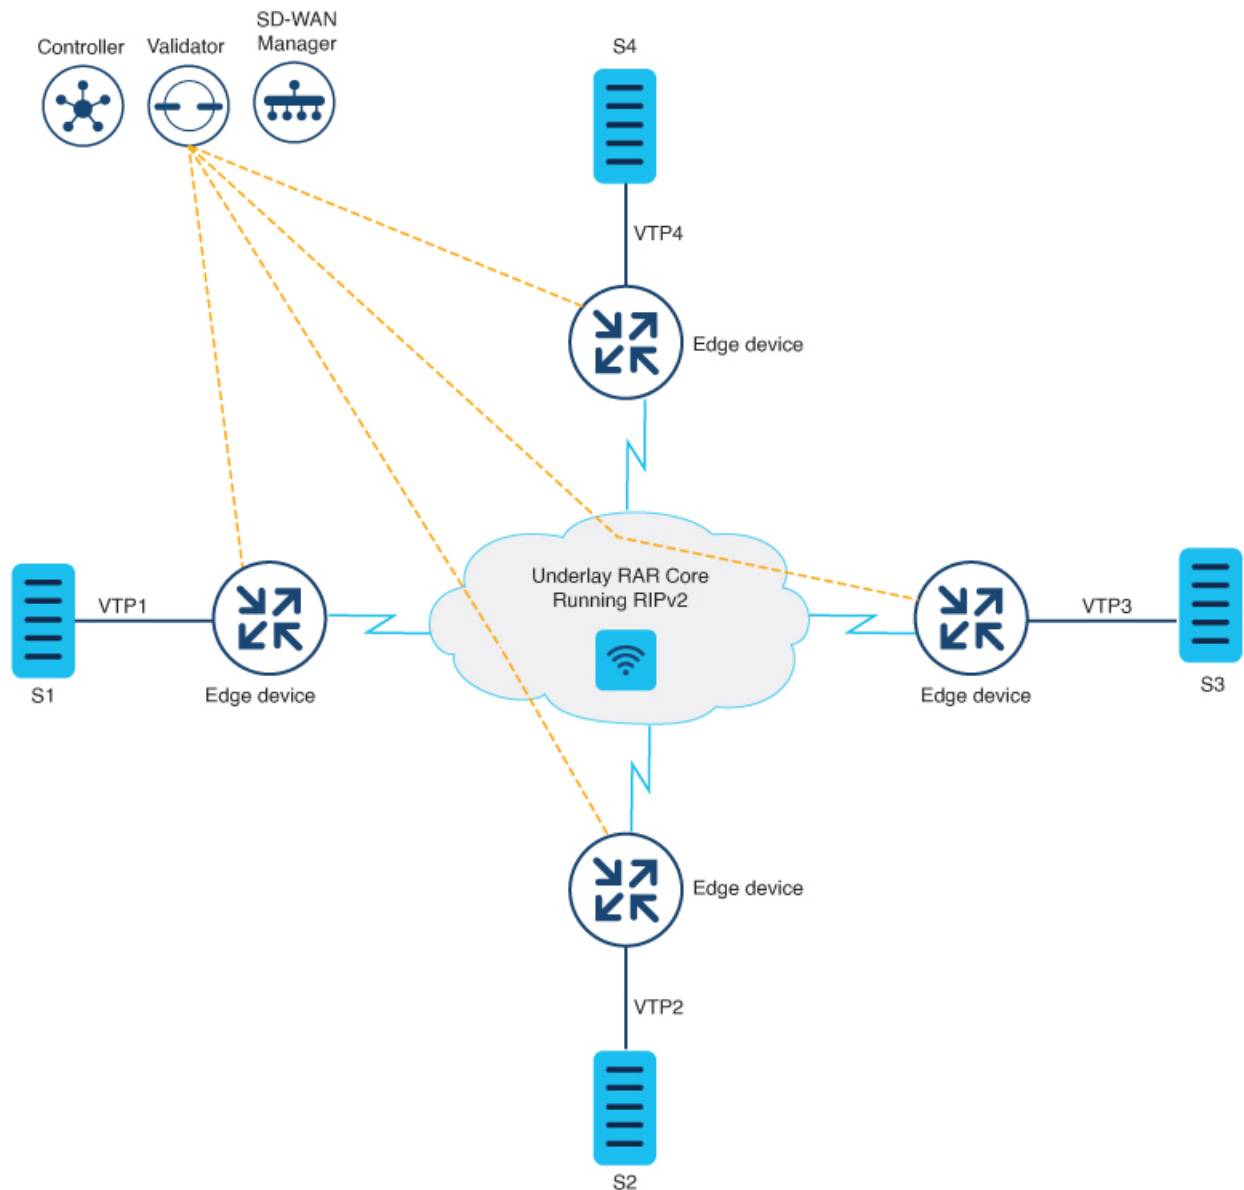 SD-WAN
Manager
Controller
Validator
S4
VTP4
Edge device
Underlay RAR Core
Running RIPv2
VTP1
VTP3
S1
Edge device
Edge device
S3
Edge device
VTP2
S2